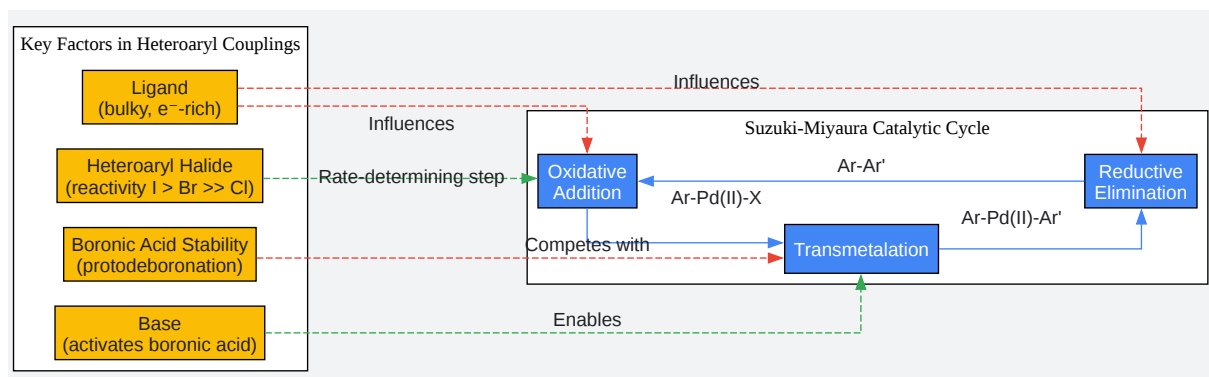 Key Factors in Heteroaryl Couplings
Ligand
(bulky, e⁻-rich)
Heteroaryl Halide
(reactivity I > Br >> Cl)
Boronic Acid Stability
(protodeboronation)
Base
(activates boronic acid)
Influences
Influences
Rate-determining step
Competes with
Enables
Suzuki-Miyaura Catalytic Cycle
Oxidative
Addition
Ar-Ar'
Ar-Pd(II)-X
Reductive
Elimination
Ar-Pd(II)-Ar'
Transmetalation